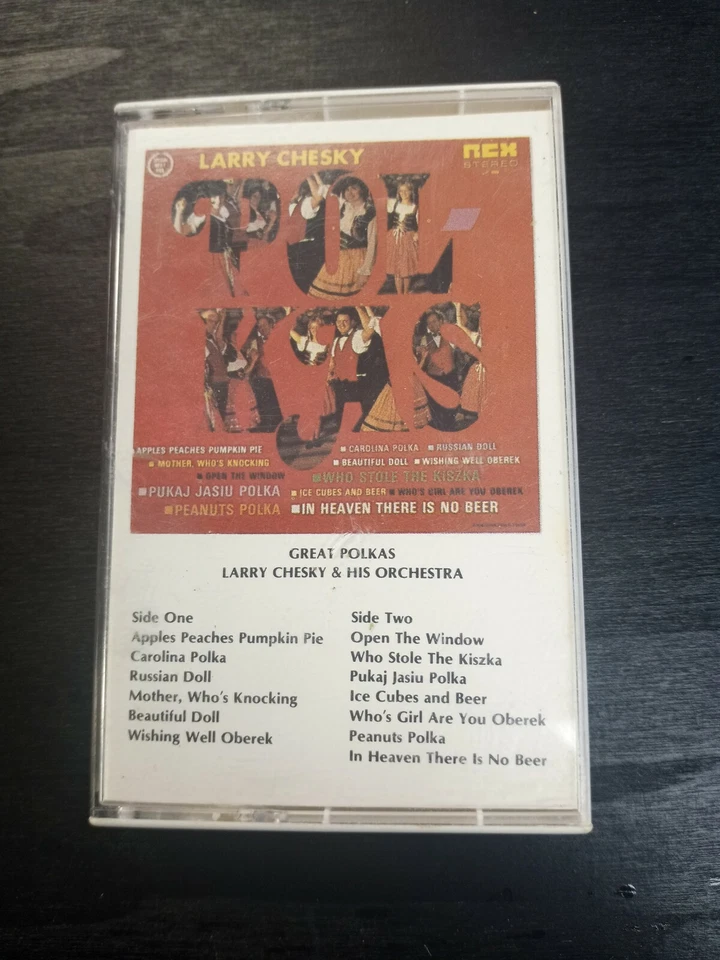 LARRY CHESKY
REX
STEREO
POL-
KAS
APPLES PEACHES PUMPKIN PIE
CAROLINA POLKA ■ RUSSIAN DOLL
MOTHER, WHO'S KNOCKING
BEAUTIFUL DOLL ■ WISHING WELL OBEREK
OPEN THE WINDOW
WHO STOLE THE KISZKA
PUKAJ JASIU POLKA
ICE CUBES AND BEER ■ WHO'S GIRL ARE YOU OBEREK
PEANUTS POLKA
IN HEAVEN THERE IS NO BEER
GREAT POLKAS
LARRY CHESKY & HIS ORCHESTRA
Side One
Apples Peaches Pumpkin Pie
Carolina Polka
Russian Doll
Mother, Who's Knocking
Beautiful Doll
Wishing Well Oberek
Side Two
Open The Window
Who Stole The Kiszka
Pukaj Jasiu Polka
Ice Cubes and Beer
Who's Girl Are You Oberek
Peanuts Polka
In Heaven There Is No Beer